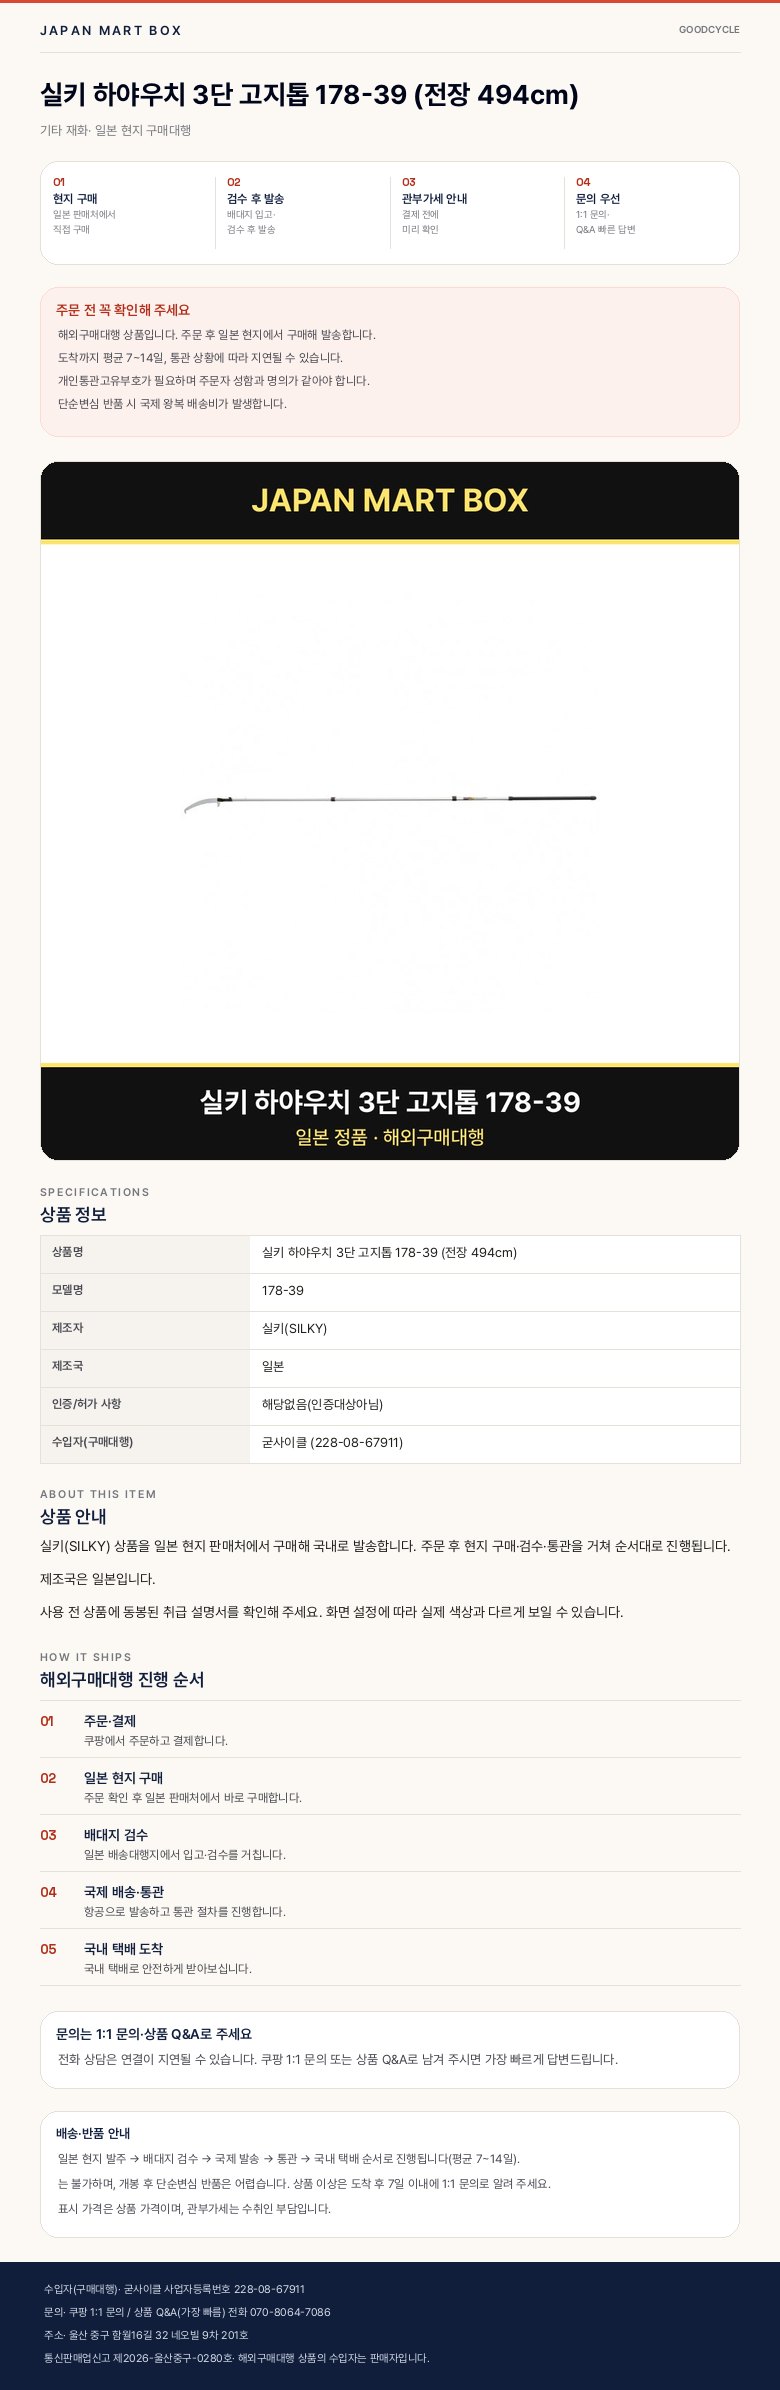 JAPAN MART BOX
GOODCYCLE
실키 하야우치 3단 고지톱 178-39 (전장 494cm)
기타 재화· 일본 현지 구매대행
01
현지 구매
일본 판매처에서
직접 구매
02
검수 후 발송
배대지 입고·
검수 후 발송
03
관부가세 안내
결제 전에
미리 확인
04
문의 우선
1:1 문의·
Q&A 빠른 답변
주문 전 꼭 확인해 주세요
해외구매대행 상품입니다. 주문 후 일본 현지에서 구매해 발송합니다.
도착까지 평균 7~14일, 통관 상황에 따라 지연될 수 있습니다.
개인통관고유부호가 필요하며 주문자 성함과 명의가 같아야 합니다.
단순변심 반품 시 국제 왕복 배송비가 발생합니다.
JAPAN MART BOX
실키 하야우치 3단 고지톱 178-39
일본 정품 · 해외구매대행
SPECIFICATIONS
상품 정보
상품명 실키 하야우치 3단 고지톱 178-39 (전장 494cm)
모델명 178-39
제조자 실키(SILKY)
제조국 일본
인증/허가 사항 해당없음(인증대상아님)
수입자(구매대행) 굳사이클 (228-08-67911)
ABOUT THIS ITEM
상품 안내
실키(SILKY) 상품을 일본 현지 판매처에서 구매해 국내로 발송합니다. 주문 후 현지 구매·검수·통관을 거쳐 순서대로 진행됩니다.
제조국은 일본입니다.
사용 전 상품에 동봉된 취급 설명서를 확인해 주세요. 화면 설정에 따라 실제 색상과 다르게 보일 수 있습니다.
HOW IT SHIPS
해외구매대행 진행 순서
01 주문·결제
쿠팡에서 주문하고 결제합니다.
02 일본 현지 구매
주문 확인 후 일본 판매처에서 바로 구매합니다.
03 배대지 검수
일본 배송대행지에서 입고·검수를 거칩니다.
04 국제 배송·통관
항공으로 발송하고 통관 절차를 진행합니다.
05 국내 택배 도착
국내 택배로 안전하게 받아보십니다.
문의는 1:1 문의·상품 Q&A로 주세요
전화 상담은 연결이 지연될 수 있습니다. 쿠팡 1:1 문의 또는 상품 Q&A로 남겨 주시면 가장 빠르게 답변드립니다.
배송·반품 안내
일본 현지 발주 → 배대지 검수 → 국제 발송 → 통관 → 국내 택배 순서로 진행됩니다(평균 7~14일).
는 불가하며, 개봉 후 단순변심 반품은 어렵습니다. 상품 이상은 도착 후 7일 이내에 1:1 문의로 알려 주세요.
표시 가격은 상품 가격이며, 관부가세는 수취인 부담입니다.
수입자(구매대행)· 굳사이클 사업자등록번호 228-08-67911
문의· 쿠팡 1:1 문의 / 상품 Q&A(가장 빠름) 전화 070-8064-7086
주소· 울산 중구 함월16길 32 네오빌 9차 201호
통신판매업신고 제2026-울산중구-0280호· 해외구매대행 상품의 수입자는 판매자입니다.